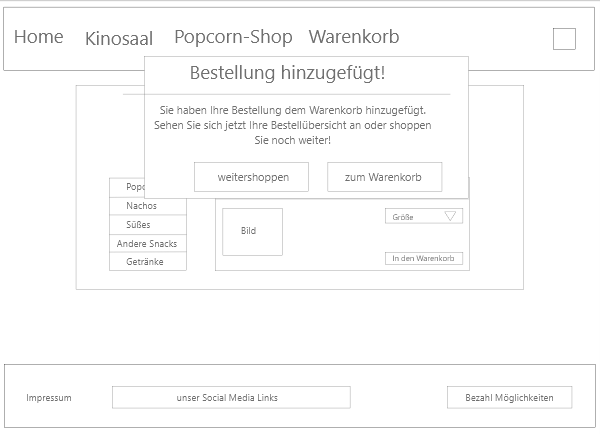 Home Kinosaal Popcorn-Shop Warenkorb
Bestellung hinzugefügt!
Sie haben Ihre Bestellung dem Warenkorb hinzugefügt.
Sehen Sie sich jetzt Ihre Bestellübersicht an oder shoppen
Sie noch weiter!
weitershoppen zum Warenkorb
Nachos
Süßes
Andere Snacks
Getränke
Bild
Größe
In den Warenkorb
Impressum unser Social Media Links Bezahl Möglichkeiten